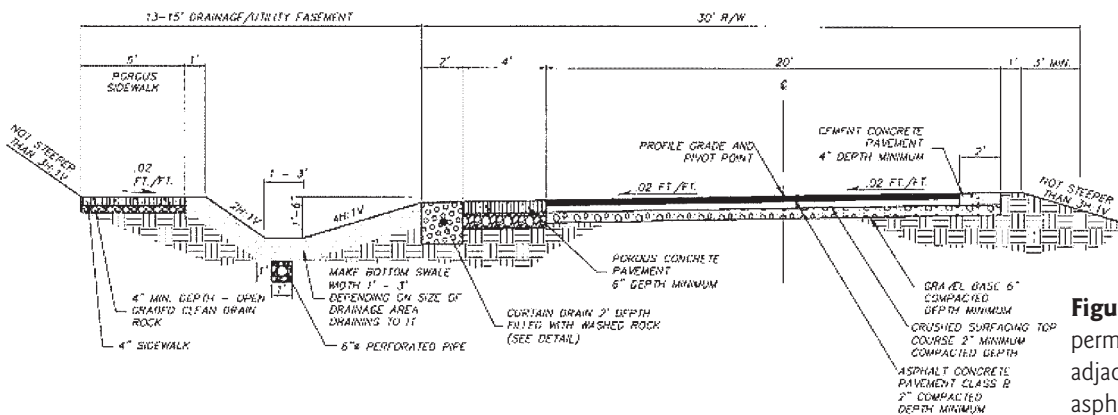 13-15' DRAINAGE/UTILITY EASEMENT
30' R/W
5'
1'
2'
4'
20'
1'
3' MIN.
POROUS
SIDEWALK
℄
NOT STEEPER
THAN 3H:1V
.02
FT./FT.
1 - 3'
2H:1V
4H:1V
PROFILE GRADE AND
PIVOT POINT
CEMENT CONCRETE
PAVEMENT
4" DEPTH MINIMUM
2'
.02 FT./FT.
.02 FT./FT.
NOT STEEPER
THAN 3H:1V
1'
1'
4" MIN. DEPTH - OPEN
GRADED CLEAN DRAIN
ROCK
4" SIDEWALK
MAKE BOTTOM SWALE
WIDTH 1' - 3'
DEPENDING ON SIZE OF
DRAINAGE AREA
DRAINING TO IT
6"ø PERFORATED PIPE
CURTAIN DRAIN 2' DEPTH
FILLED WITH WASHED ROCK
(SEE DETAIL)
POROUS CONCRETE
PAVEMENT
6" DEPTH MINIMUM
GRAVEL BASE 6"
COMPACTED
DEPTH MINIMUM
CRUSHED SURFACING TOP
COURSE 2" MINIMUM
COMPACTED DEPTH
ASPHALT CONCRETE
PAVEMENT CLASS B
2" COMPACTED
DEPTH MINIMUM
Figu
perm
adjac
asph